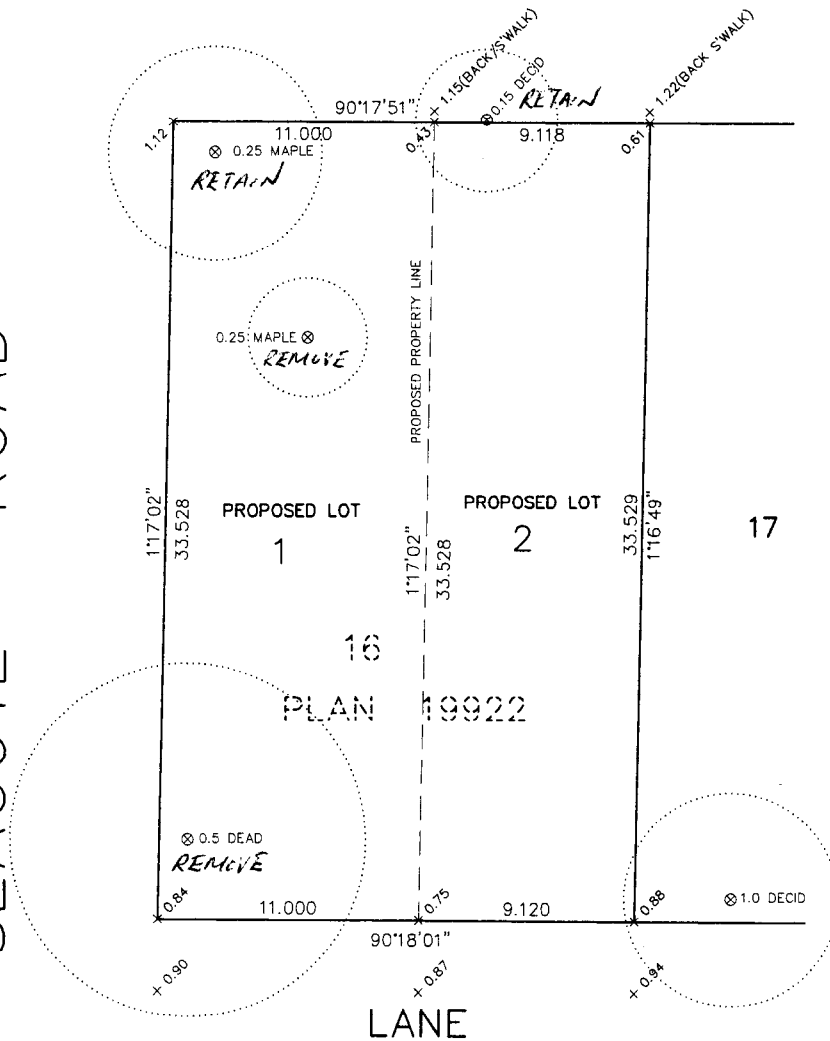 1.15(BACK/S'WALK)
1.22(BACK S'WALK)
0.15 DECID
RETAIN
90°17'51"
1.12
11.000
0.43
9.118
0.61
0.25 MAPLE
RETAIN
PROPOSED PROPERTY LINE
0.25 MAPLE
REMOVE
1°17'02"
33.528
PROPOSED LOT
1
1°17'02"
33.528
PROPOSED LOT
2
33.529
1°16'49"
17
16
PLAN 19922
0.5 DEAD
REMOVE
1.0 DECID
0.84
11.000
0.75
9.120
0.88
90°18'01"
0.90
0.87
0.94
LANE